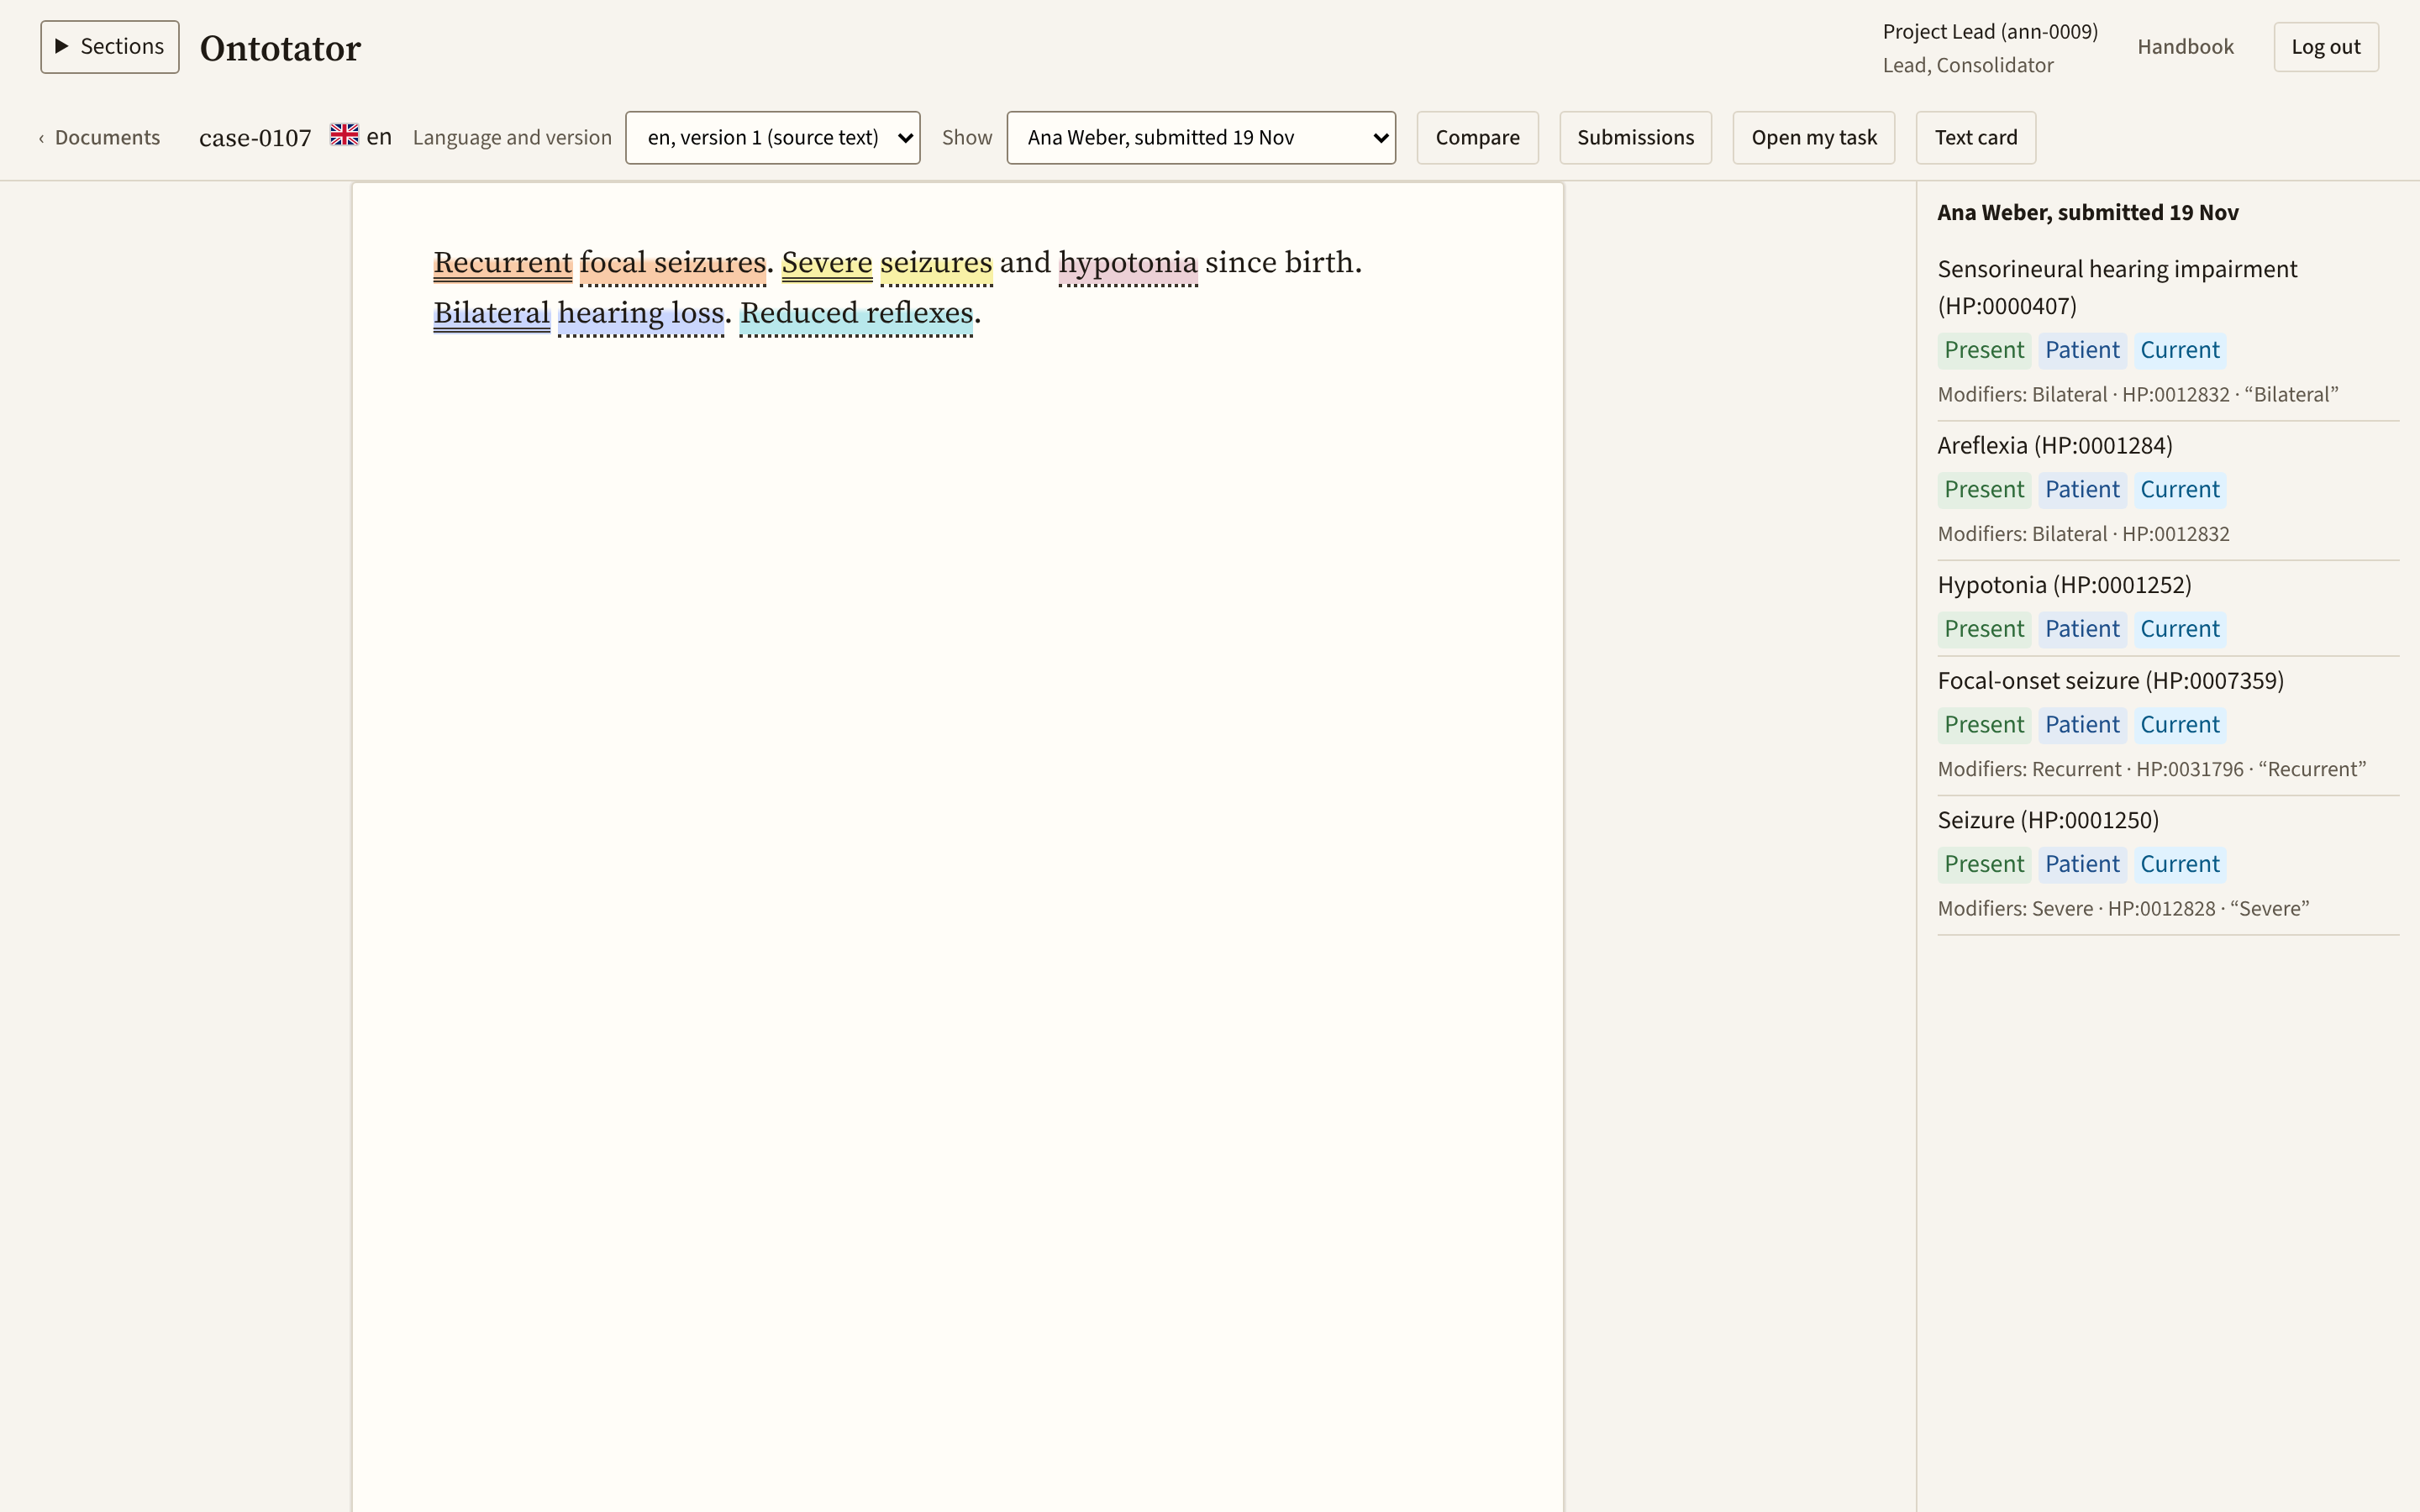 ▶ Sections
Ontotator
Project Lead (ann-0009)
Lead, Consolidator
Handbook
Log out
‹ Documents
case-0107
en
Language and version
en, version 1 (source text)
Show
Ana Weber, submitted 19 Nov
Compare
Submissions
Open my task
Text card
Recurrent focal seizures. Severe seizures and hypotonia since birth.
Bilateral hearing loss. Reduced reflexes.
Ana Weber, submitted 19 Nov
Sensorineural hearing impairment
(HP:0000407)
Present Patient Current
Modifiers: Bilateral · HP:0012832 · “Bilateral”
Areflexia (HP:0001284)
Present Patient Current
Modifiers: Bilateral · HP:0012832
Hypotonia (HP:0001252)
Present Patient Current
Focal-onset seizure (HP:0007359)
Present Patient Current
Modifiers: Recurrent · HP:0031796 · “Recurrent”
Seizure (HP:0001250)
Present Patient Current
Modifiers: Severe · HP:0012828 · “Severe”